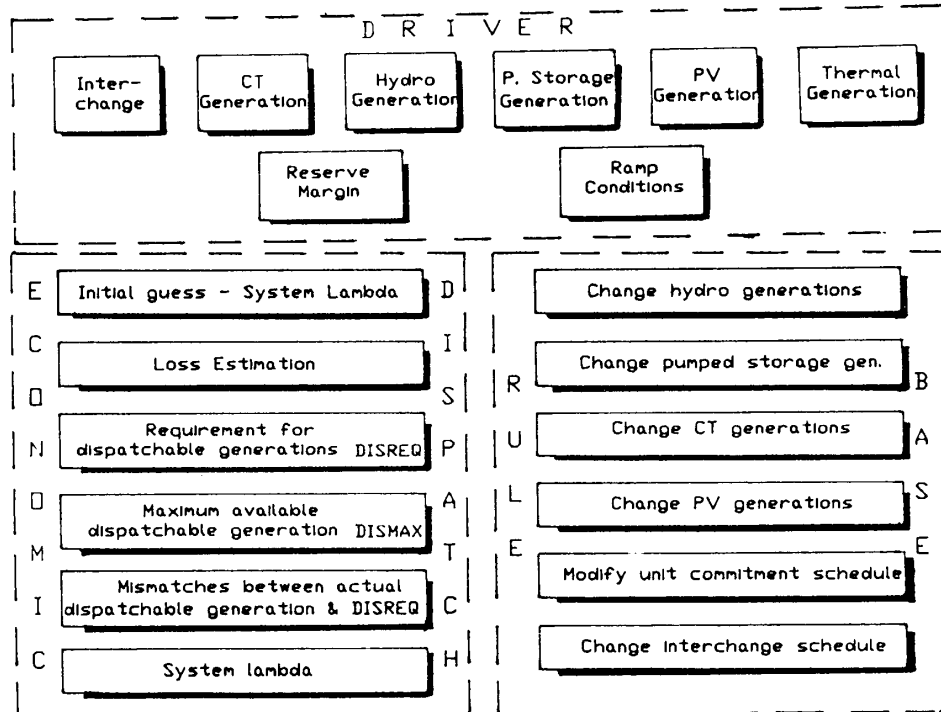 D R I V E R
Inter-
change
CT
Generation
Hydro
Generation
P. Storage
Generation
PV
Generation
Thermal
Generation
Reserve
Margin
Ramp
Conditions
E C O N O M I C
D I S P A T C H
Initial guess - System Lambda
Loss Estimation
Requirement for
dispatchable generations DISREQ
Maximum available
dispatchable generation DISMAX
Mismatches between actual
dispatchable generation & DISREQ
System lambda
R U L E
B A S E
Change hydro generations
Change pumped storage gen.
Change CT generations
Change PV generations
Modify unit commitment schedule
Change interchange schedule